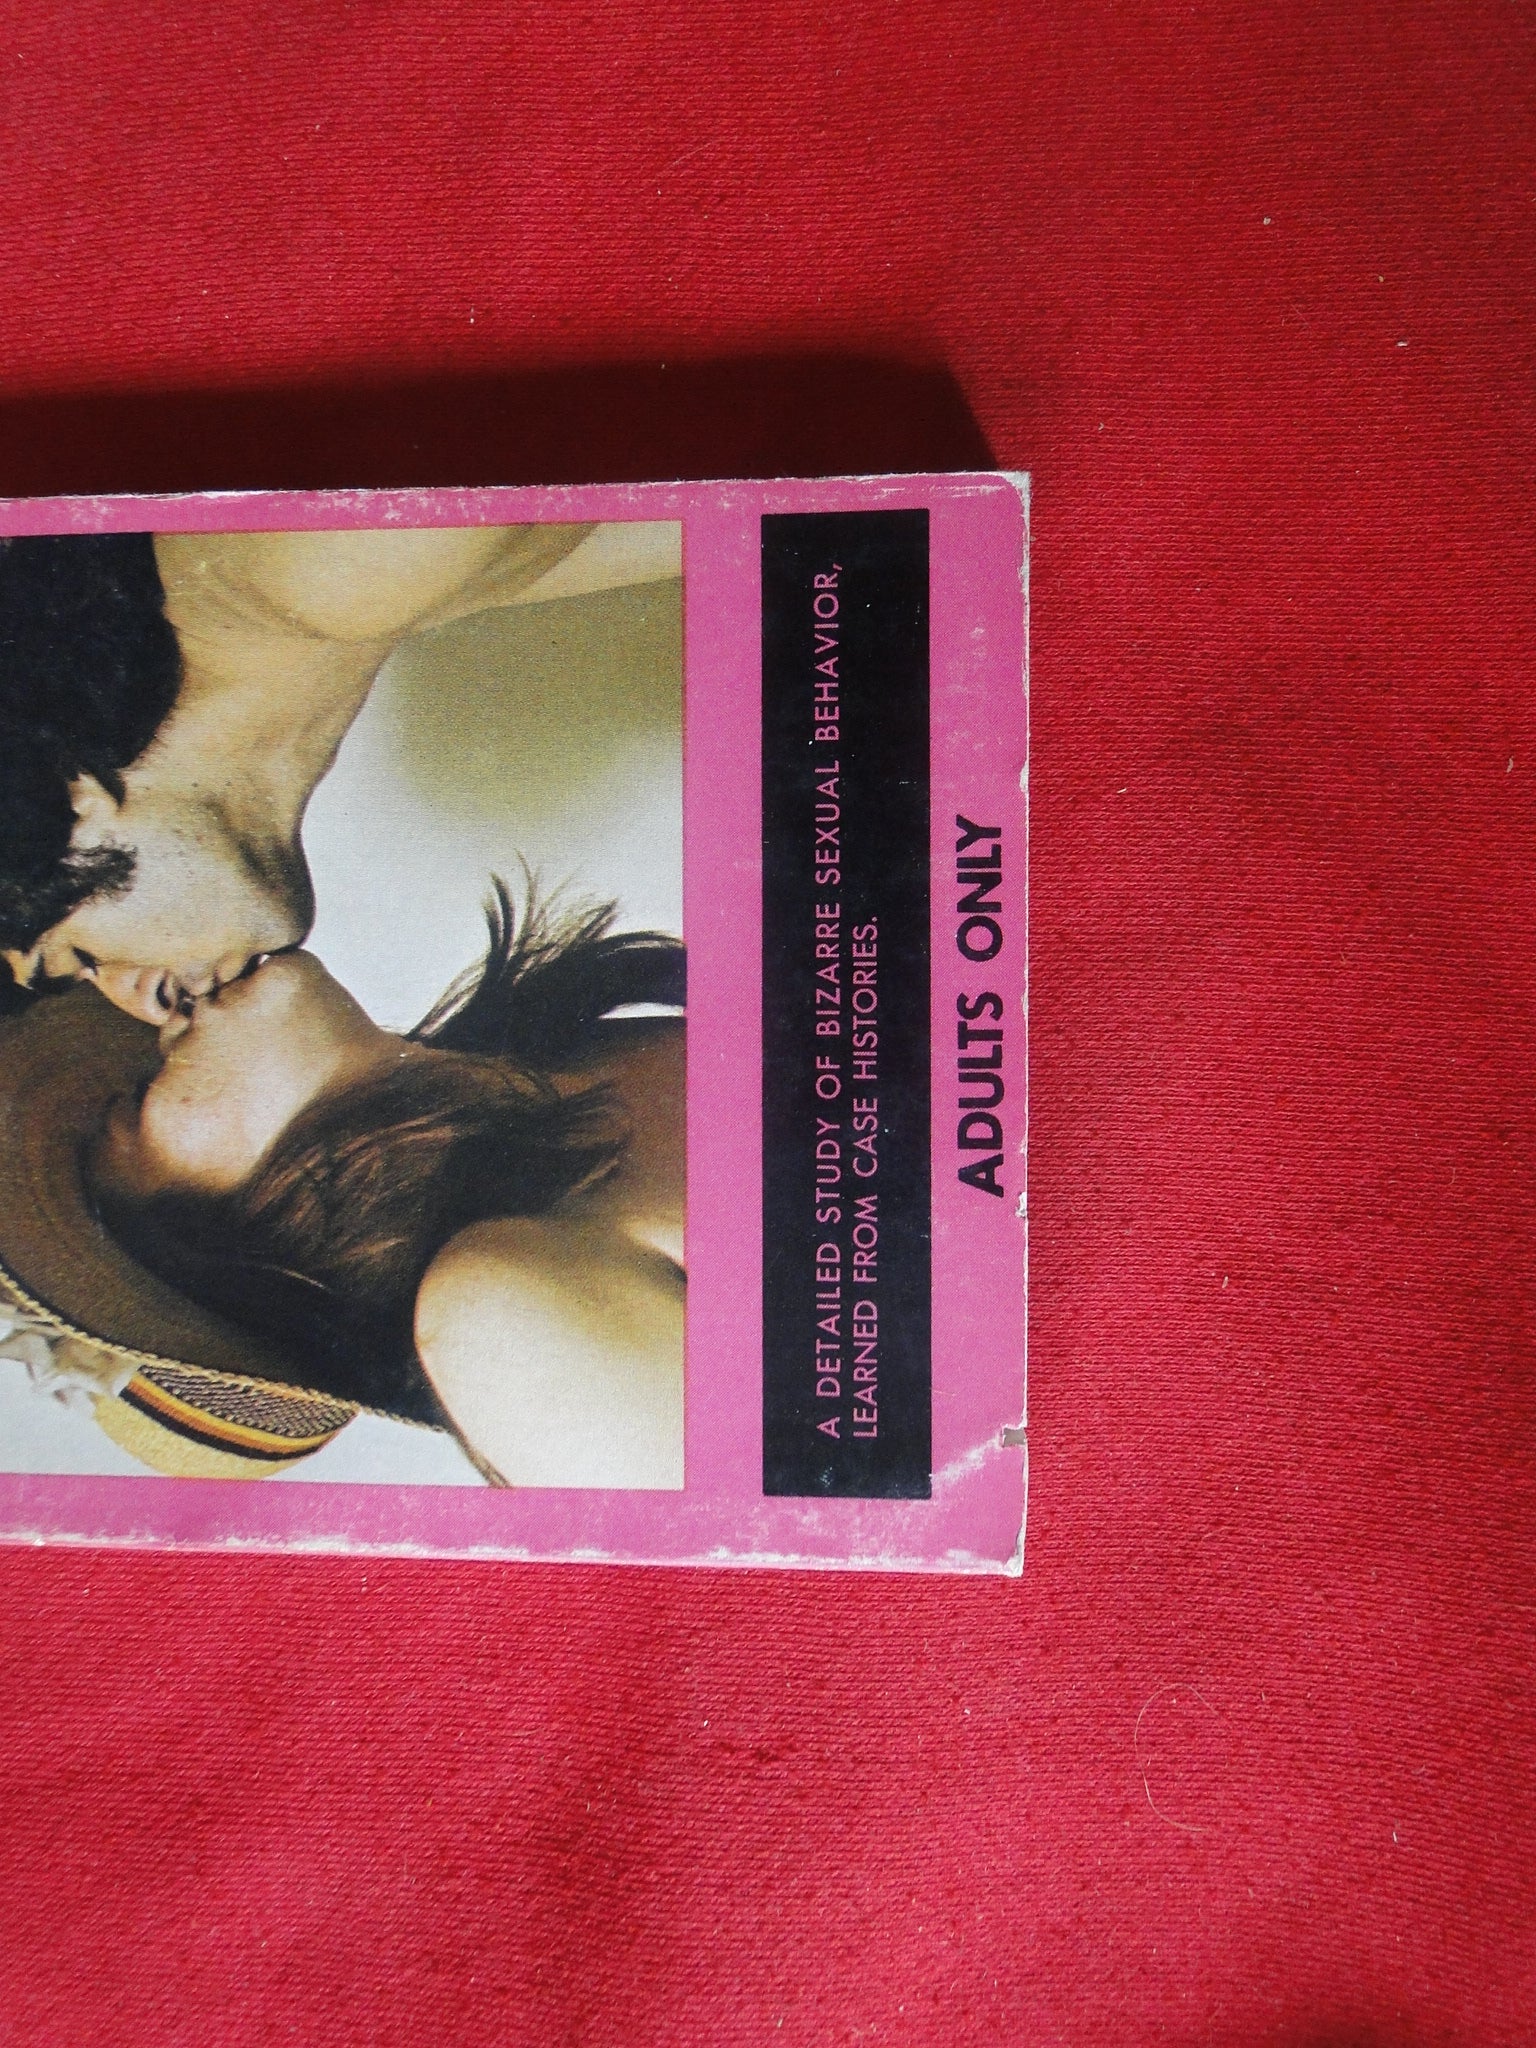 A DETAILED STUDY OF BIZARRE SEXUAL BEHAVIOR,
LEARNED FROM CASE HISTORIES.
ADULTS ONLY